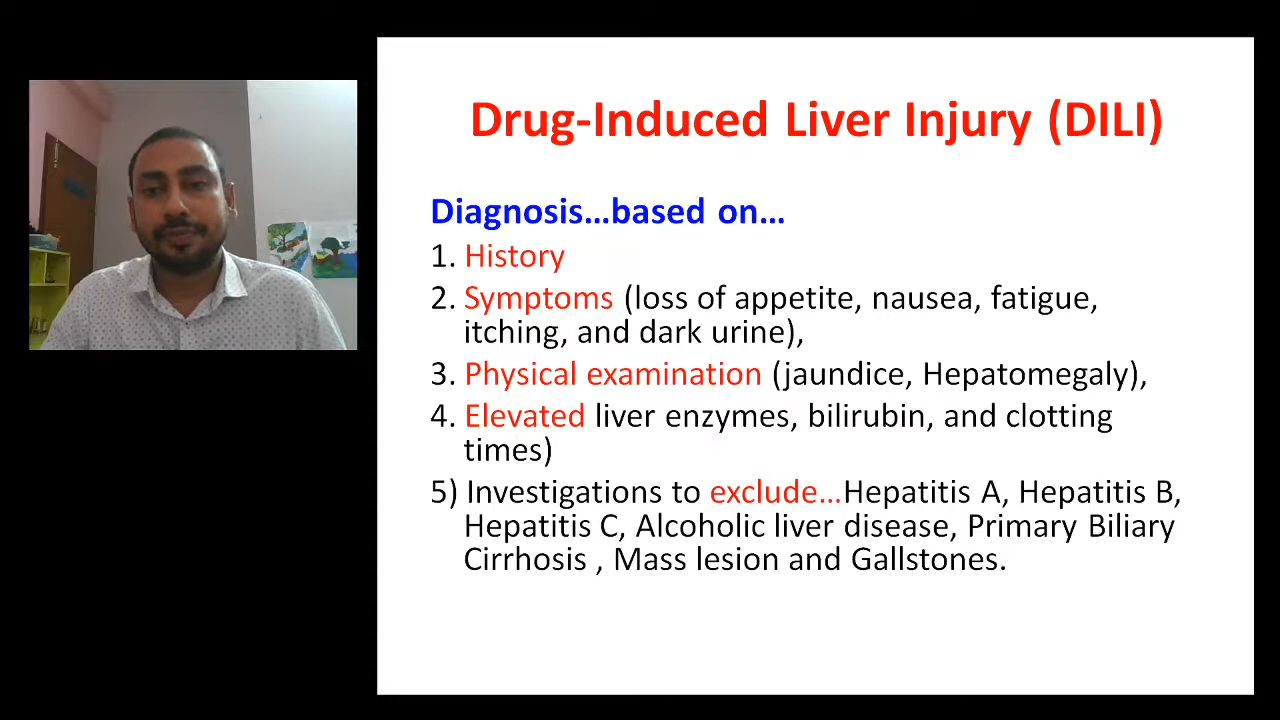 Drug-Induced Liver Injury (DILI)
Diagnosis…based on…
1. History
2. Symptoms (loss of appetite, nausea, fatigue,
itching, and dark urine),
3. Physical examination (jaundice, Hepatomegaly),
4. Elevated liver enzymes, bilirubin, and clotting
times)
5) Investigations to exclude…Hepatitis A, Hepatitis B,
Hepatitis C, Alcoholic liver disease, Primary Biliary
Cirrhosis , Mass lesion and Gallstones.